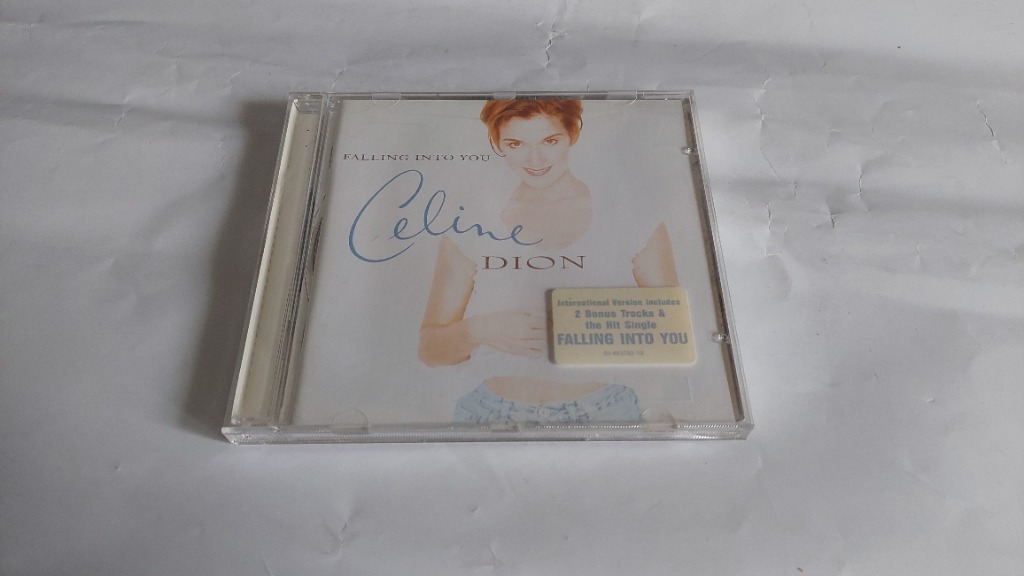 FALLING INTO YOU
Celine
DION
International Version includes
2 Bonus Tracks &
the Hit Single
FALLING INTO YOU